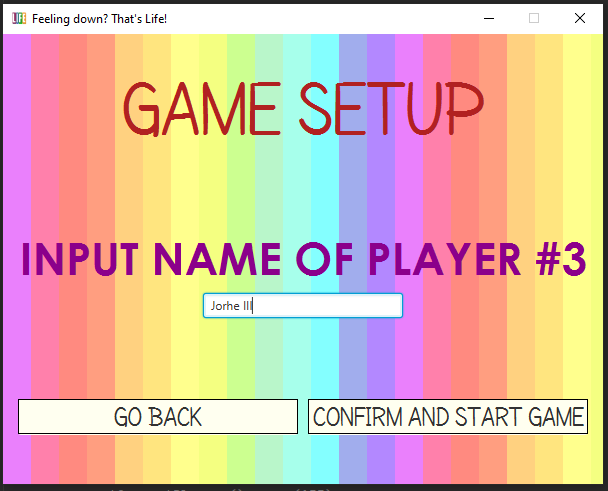 Feeling down? That's Life!
GAME SETUP
INPUT NAME OF PLAYER #3
Jorhe III
GO BACK
CONFIRM AND START GAME